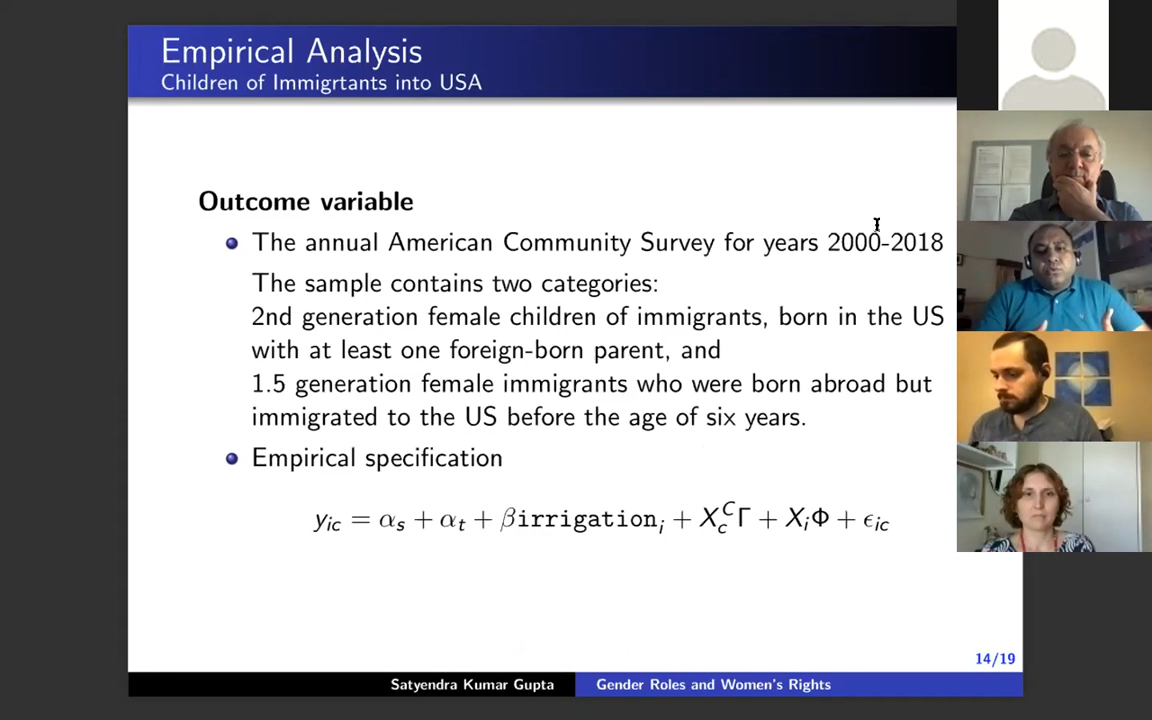 Empirical Analysis
Children of Immigrtants into USA
Outcome variable
The annual American Community Survey for years 2000-2018
The sample contains two categories:
2nd generation female children of immigrants, born in the US
with at least one foreign-born parent, and
1.5 generation female immigrants who were born abroad but
immigrated to the US before the age of six years.
Empirical specification
y_{ic} = α_s + α_t + βirrigation_i + X_c^C Γ + X_i Φ + ϵ_{ic}
14/19
Satyendra Kumar Gupta Gender Roles and Women's Rights